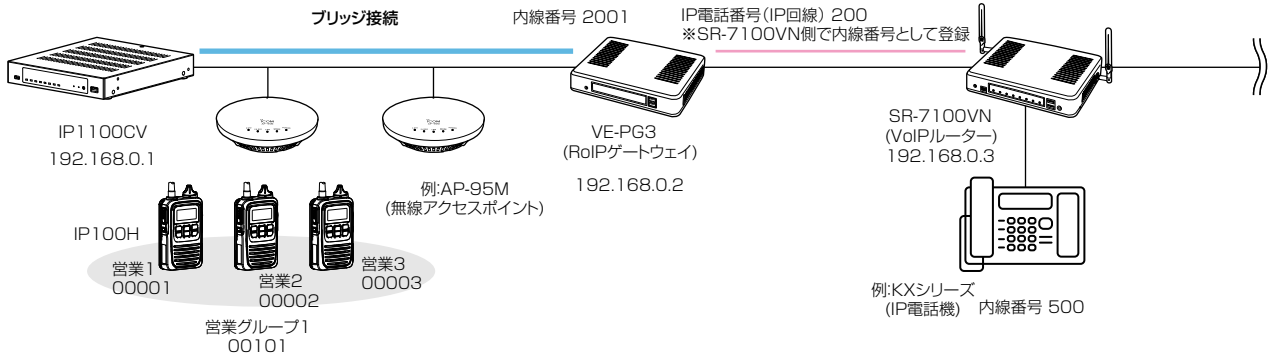 ブリッジ接続
内線番号 2001
IP電話番号(IP回線) 200
※SR-7100VN側で内線番号として登録
IP1100CV
192.168.0.1
VE-PG3
(RoIPゲートウェイ)
192.168.0.2
SR-7100VN
(VoIPルーター)
192.168.0.3
例:AP-95M
(無線アクセスポイント)
IP100H
営業1
00001
営業2
00002
営業3
00003
営業グループ1
00101
例:KXシリーズ
(IP電話機)
内線番号 500